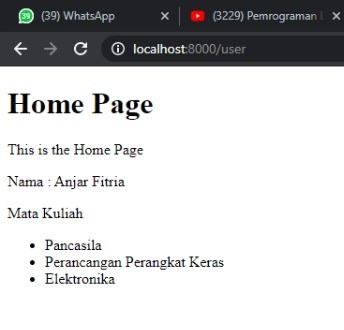 (39) WhatsApp
(3229) Pemrograman
localhost:8000/user
Home Page
This is the Home Page
Nama : Anjar Fitria
Mata Kuliah
Pancasila
Perancangan Perangkat Keras
Elektronika